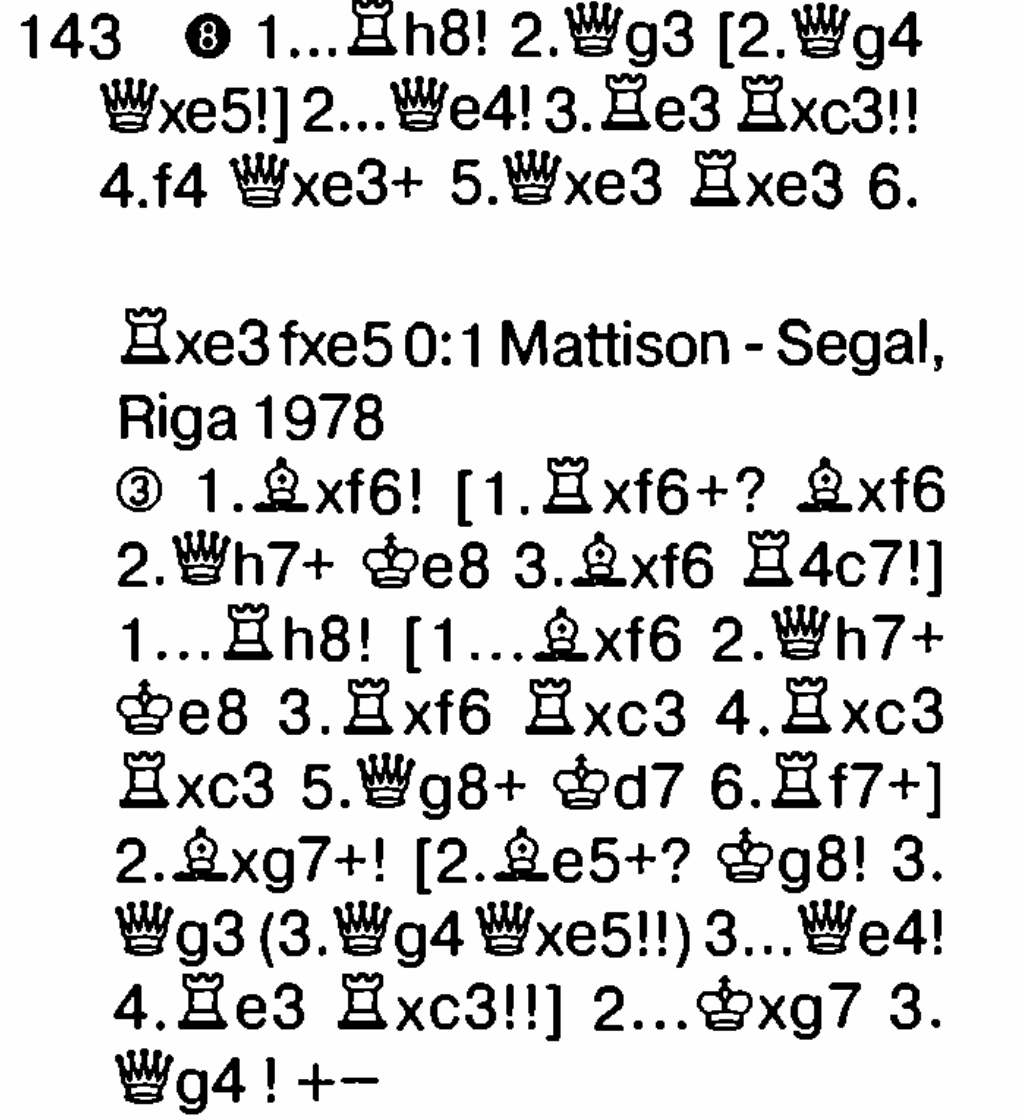 143 ❽ 1...♖h8! 2.♕g3 [2.♕g4
♕xe5!] 2...♕e4! 3.♖e3 ♖xc3!!
4.f4 ♕xe3+ 5.♕xe3 ♖xe3 6.
♖xe3 fxe5 0:1 Mattison - Segal,
Riga 1978
③ 1.♗xf6! [1.♖xf6+? ♗xf6
2.♕h7+ ♔e8 3.♗xf6 ♖4c7!]
1...♖h8! [1...♗xf6 2.♕h7+
♔e8 3.♖xf6 ♖xc3 4.♖xc3
♖xc3 5.♕g8+ ♔d7 6.♖f7+]
2.♗xg7+! [2.♗e5+? ♔g8! 3.
♕g3 (3.♕g4 ♕xe5!!) 3...♕e4!
4.♖e3 ♖xc3!!] 2...♔xg7 3.
♕g4 ! +−